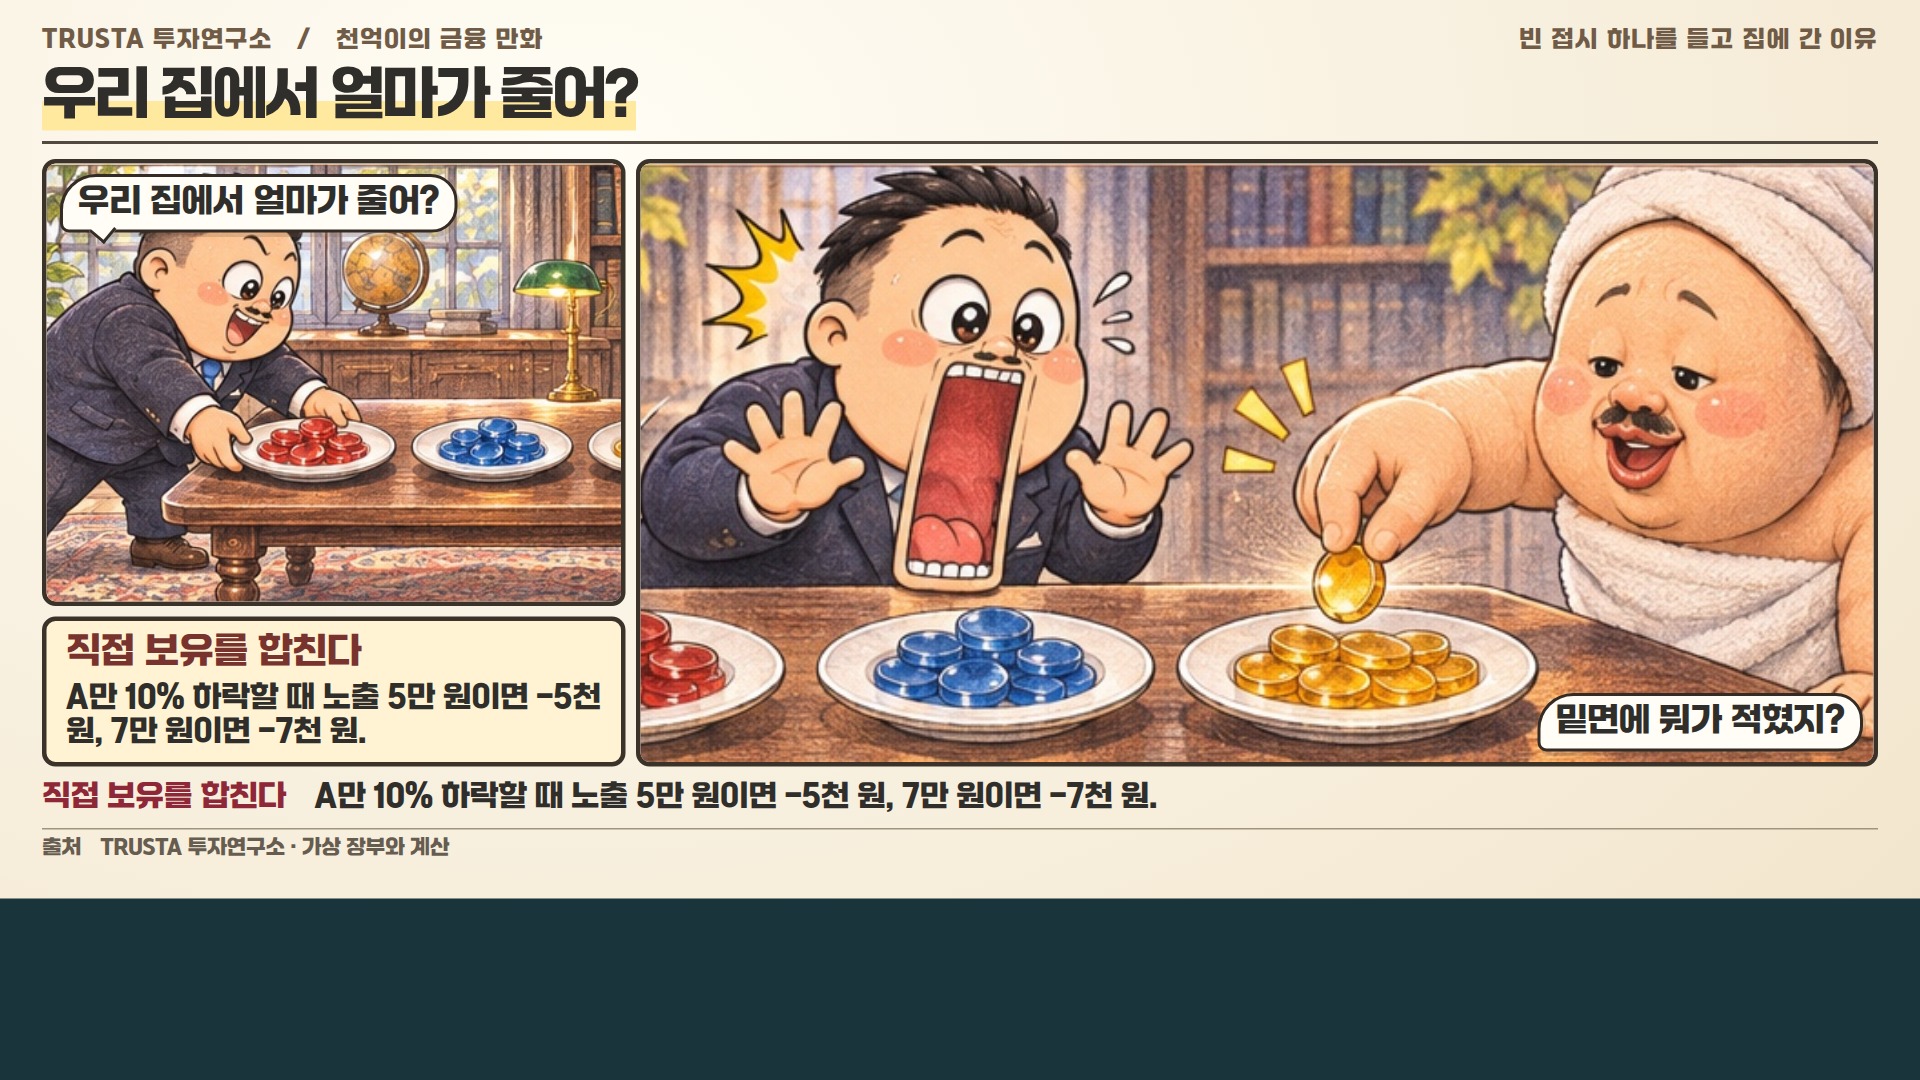 TRUSTA 투자연구소 / 천억이의 금융 만화
빈 접시 하나를 들고 집에 간 이유
우리 집에서 얼마가 줄어?
우리 집에서 얼마가 줄어?
직접 보유를 합친다
A만 10% 하락할 때 노출 5만 원이면 −5천
원, 7만 원이면 −7천 원.
밑면에 뭐가 적혔지?
직접 보유를 합친다 A만 10% 하락할 때 노출 5만 원이면 −5천 원, 7만 원이면 −7천 원.
출처 TRUSTA 투자연구소 · 가상 장부와 계산